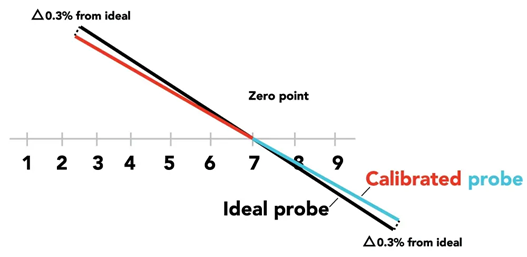 △0.3% from ideal
Zero point
1 2 3 4 5 6 7 8 9
Calibrated probe
Ideal probe
△0.3% from ideal